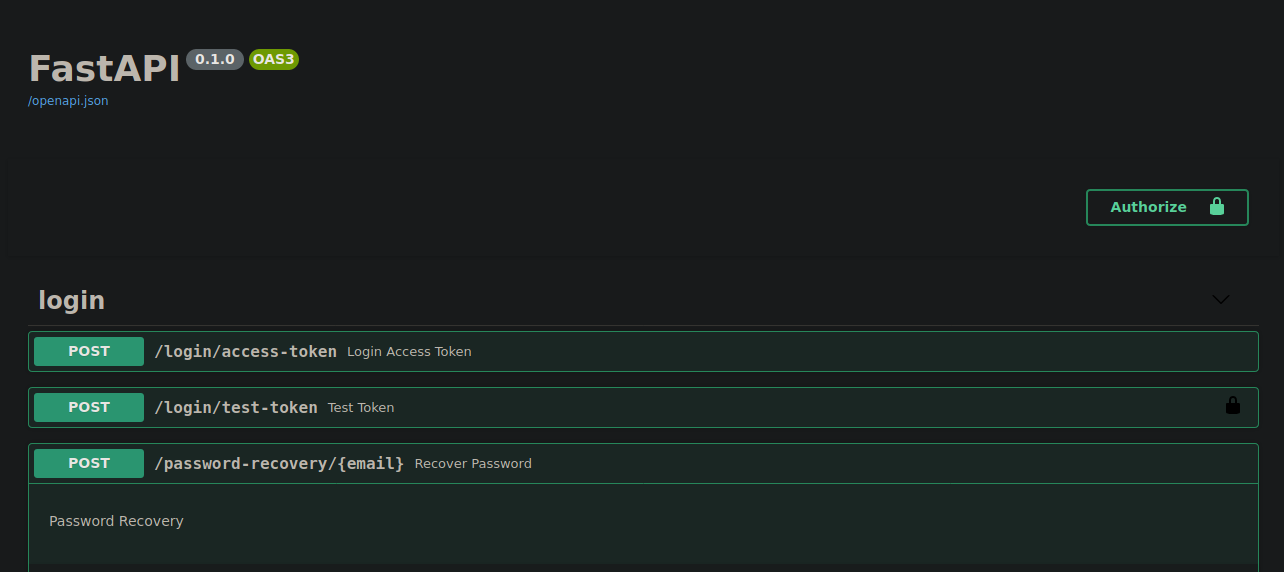 FastAPI 0.1.0 OAS3
/openapi.json
Authorize
login
POST /login/access-token Login Access Token
POST /login/test-token Test Token
POST /password-recovery/{email} Recover Password
Password Recovery